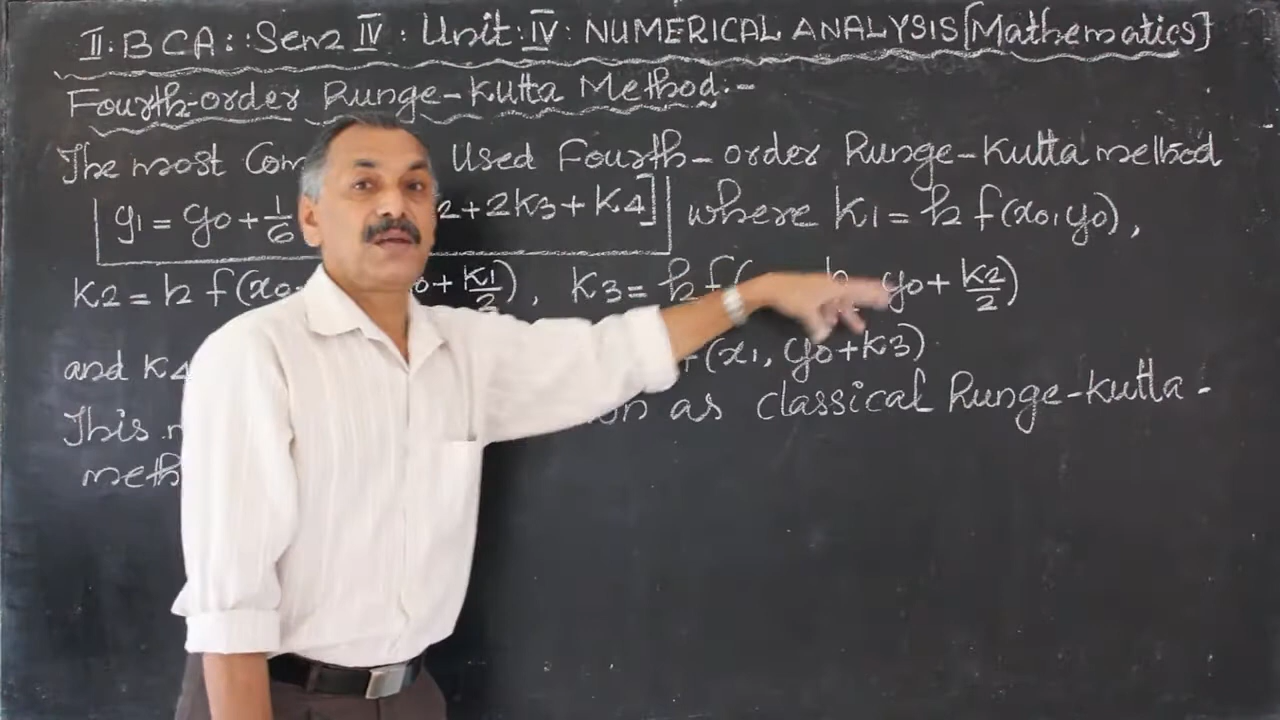 II: BCA:: Sem IV: Unit: IV: NUMERICAL ANALYSIS [Mathematics]
Fourth-order Runge-Kutta Method:-
The most Com Used Fourth-order Runge-Kutta method
y1 = y0 + 1/6 2+2K3+K4] where K1 = h f(x0, y0),
K2 = h f(x0 0+ K1/2), K3 = h f( h y0 + K2/2)
and K4 f(x1, y0+K3)
This as classical Runge-Kutta-
meth